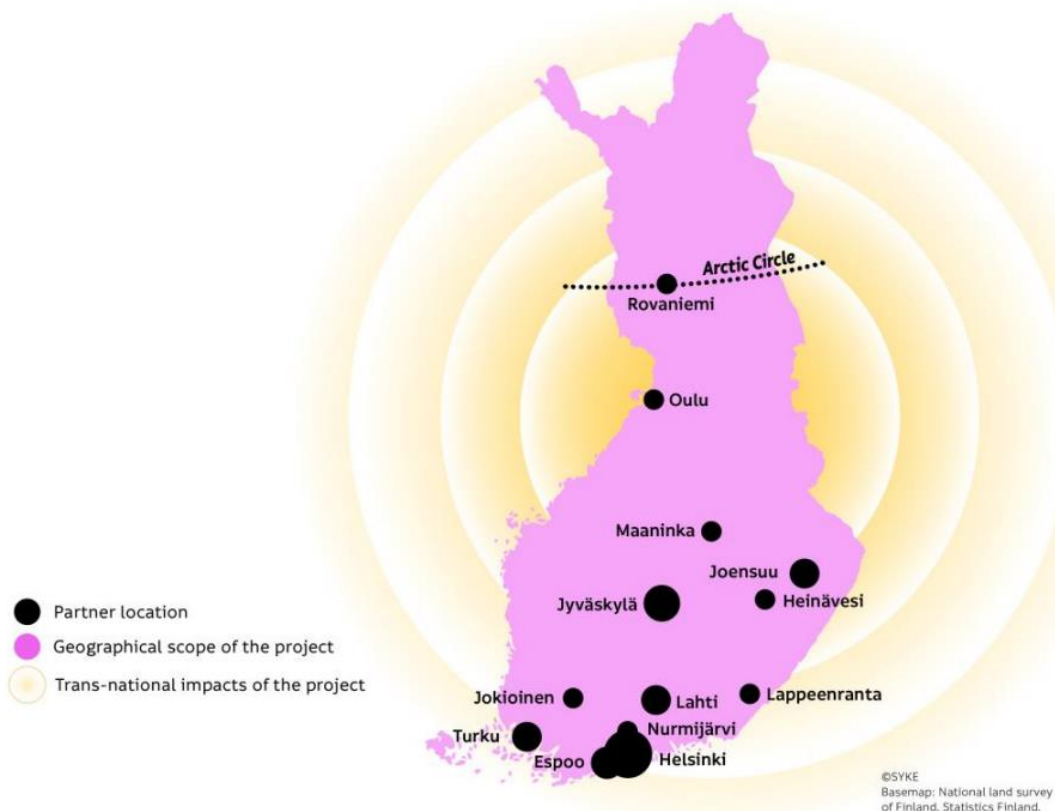 Arctic Circle
Rovaniemi
Oulu
Maaninka
Joensuu
Jyväskylä
Heinävesi
Partner location
Geographical scope of the project
Trans-national impacts of the project
Jokioinen
Lahti
Lappeenranta
Turku
Nurmijärvi
Espoo
Helsinki
©SYKE
Basemap: National land survey
of Finland, Statistics Finland.